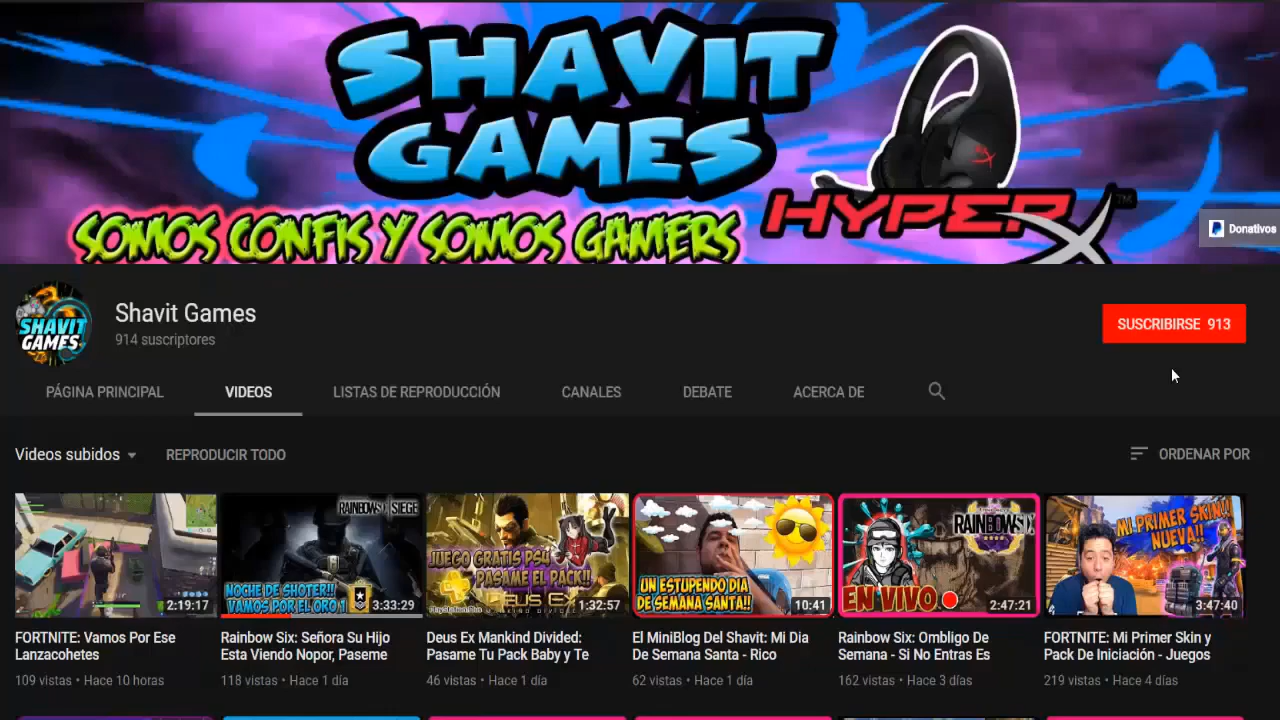 SHAVIT
GAMES
SOMOS CONFIS Y SOMOS GAMERS
HYPERX™
Donativos
SHAVIT
GAMES
Shavit Games
914 suscriptores
SUSCRIBIRSE 913
PÁGINA PRINCIPAL VIDEOS LISTAS DE REPRODUCCIÓN CANALES DEBATE ACERCA DE
Videos subidos REPRODUCIR TODO ORDENAR POR
2:19:17
FORTNITE: Vamos Por Ese
Lanzacohetes
109 vistas • Hace 10 horas
RAINBOW SIX SIEGE
NOCHE DE SHOTER!!
VAMOS POR EL ORO 1
3:33:29
Rainbow Six: Señora Su Hijo
Esta Viendo Nopor, Paseme
118 vistas • Hace 1 día
JUEGO GRATIS PS4
PASAME EL PACK!!
DEUS EX
1:32:57
Deus Ex Mankind Divided:
Pasame Tu Pack Baby y Te
46 vistas • Hace 1 día
UN ESTUPENDO DIA
DE SEMANA SANTA!!
10:41
El MiniBlog Del Shavit: Mi Dia
De Semana Santa - Rico
62 vistas • Hace 1 día
RAINBOW SIX
EN VIVO
2:47:21
Rainbow Six: Ombligo De
Semana - Si No Entras Es
162 vistas • Hace 3 días
MI PRIMER SKIN!!
NUEVA!!
3:47:40
FORTNITE: Mi Primer Skin y
Pack De Iniciación - Juegos
219 vistas • Hace 4 días